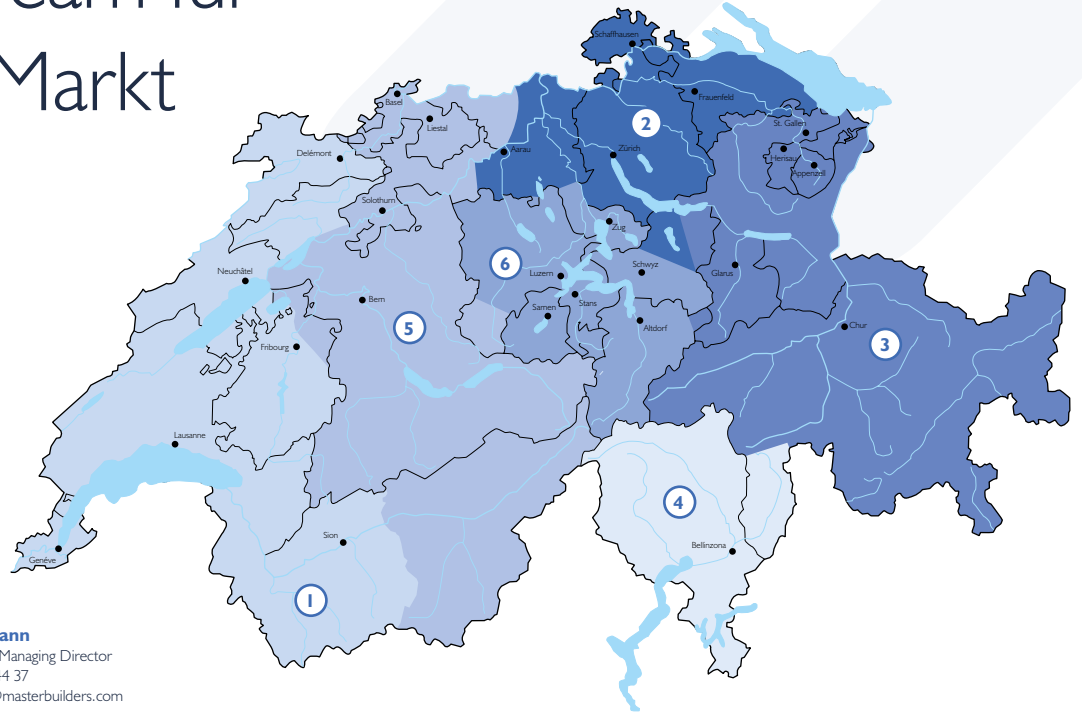 Markt
Schaffhausen
Basel
Frauenfeld
Liestal
2
St. Gallen
Aarau
Zürich
Delémont
Herisau
Appenzell
Solothurn
Zug
6
Neuchâtel
Luzern
Schwyz
Glarus
Bern
Stans
Sarnen
5
Altdorf
Chur
3
Fribourg
Lausanne
4
Sion
Bellinzona
Genéve
1
ann
Managing Director
4 37
@masterbuilders.com